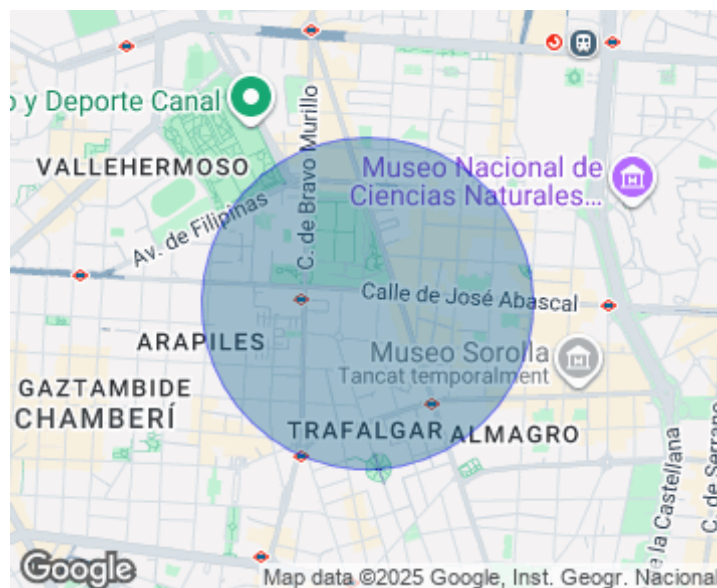 o y Deporte Canal
VALLEHERMOSO
C. de Bravo Murillo
Museo Nacional de
Ciencias Naturales...
Av. de Filipinas
Calle de José Abascal
ARAPILES
Museo Sorolla
Tancat temporalment
GAZTAMBIDE
CHAMBERÍ
TRAFALGAR
ALMAGRO
e la Castellana
C. de Serrano
Google
Map data ©2025 Google, Inst. Geogr. Nacional